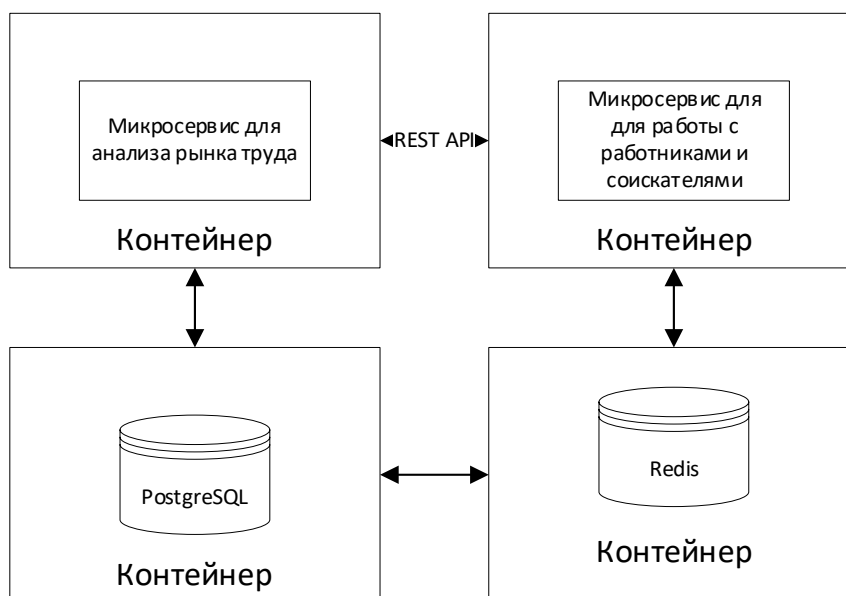 Микросервис для
анализа рынка труда
Контейнер
REST API
Микросервис для
для работы с
работниками и
соискателями
Контейнер
PostgreSQL
Контейнер
Redis
Контейнер